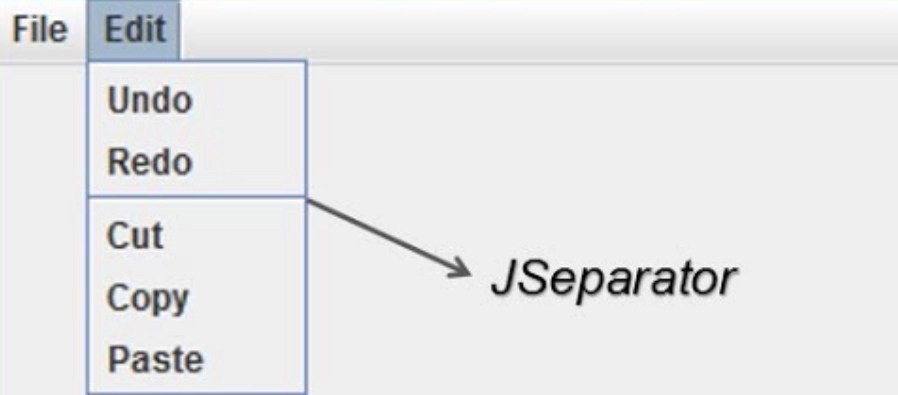 File Edit
Undo
Redo
Cut
Copy
Paste
JSeparator